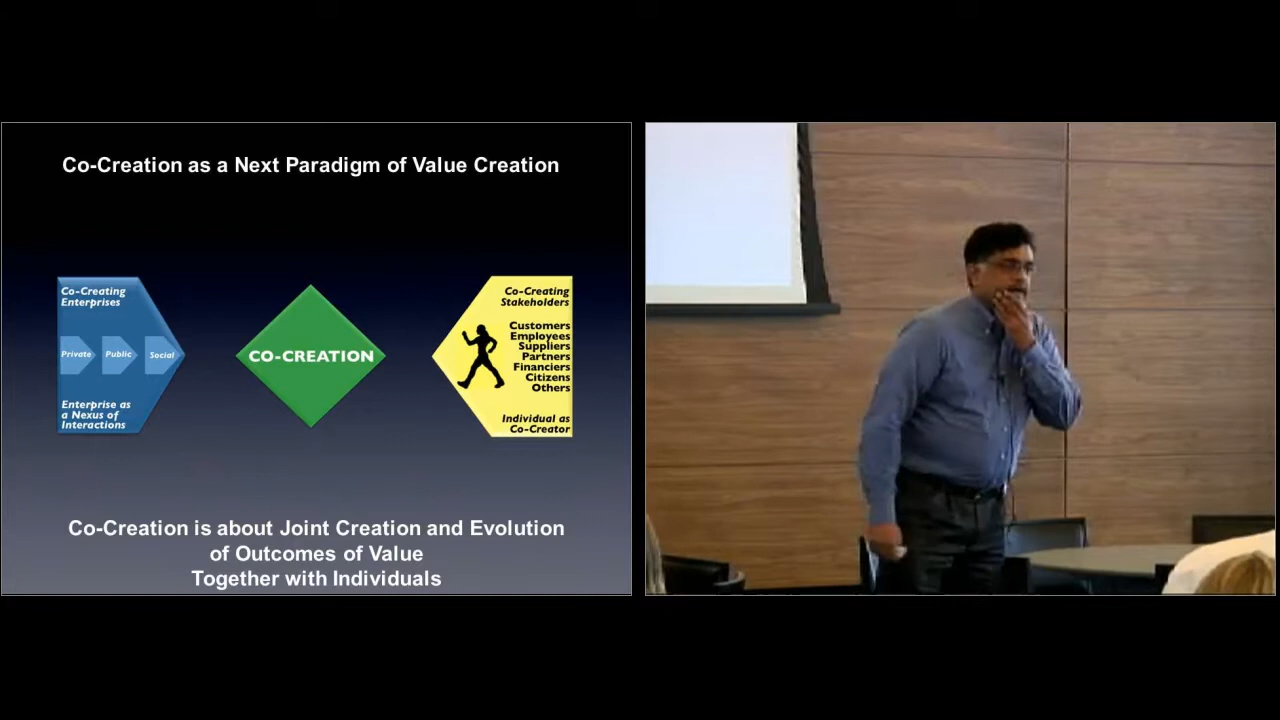 Co-Creation as a Next Paradigm of Value Creation
Co-Creating
Enterprises
Private
Public
Social
Enterprise as
a Nexus of
Interactions
CO-CREATION
Co-Creating
Stakeholders
Customers
Employees
Suppliers
Partners
Financiers
Citizens
Others
Individual as
Co-Creator
Co-Creation is about Joint Creation and Evolution
of Outcomes of Value
Together with Individuals